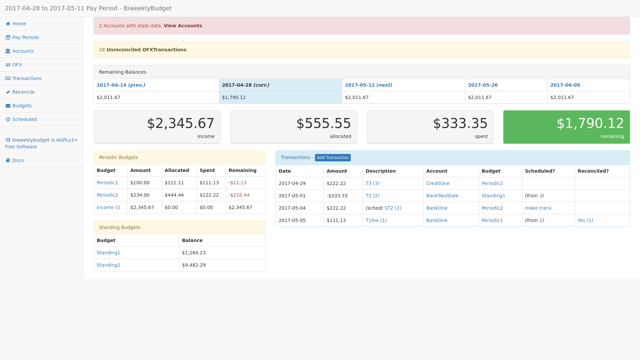 2017-04-28 to 2017-05-11 Pay Period - BiweeklyBudget
Home
Pay Periods
Accounts
OFX
Transactions
Reconcile
Budgets
Scheduled
biweeklybudget is AGPLv3+
Free Software
Docs
2 Accounts with stale data. View Accounts.
28 Unreconciled OFXTransactions.
Remaining Balances
2017-04-14 (prev.) 2017-04-28 (curr.) 2017-05-12 (next) 2017-05-26 2017-06-09
$2,011.67 $1,790.12 $2,011.67 $2,011.67 $2,011.67
$2,345.67 $555.55 $333.35 $1,790.12
income allocated spent remaining
Periodic Budgets
Budget Amount Allocated Spent Remaining
Periodic1 $100.00 $111.11 $111.13 -$11.13
Periodic2 $234.00 $444.44 $222.22 -$210.44
Income (i) $2,345.67 $0.00 $0.00 $2,345.67
Standing Budgets
Budget Balance
Standing1 $1,284.23
Standing2 $9,482.29
Transactions - Add Transaction
Date Amount Description Account Budget Scheduled? Reconciled?
2017-04-29 $222.22 T3 (3) CreditOne Periodic2
2017-05-01 -$333.33 T2 (2) BankTwoStale Standing1 (from 3)
2017-05-04 $222.22 (sched) ST2 (2) BankOne Periodic2 make trans.
2017-05-05 $111.13 T1foo (1) BankOne Periodic1 (from 1) Yes (1)